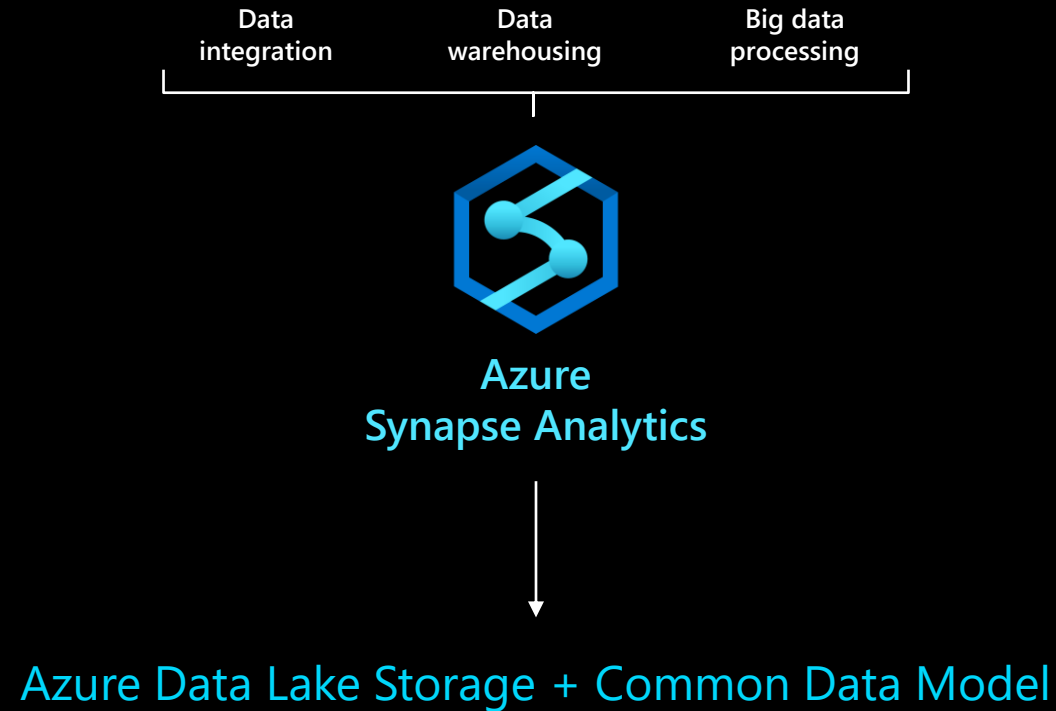 Data
integration
Data
warehousing
Big data
processing
Azure
Synapse Analytics
Azure Data Lake Storage + Common Data Model